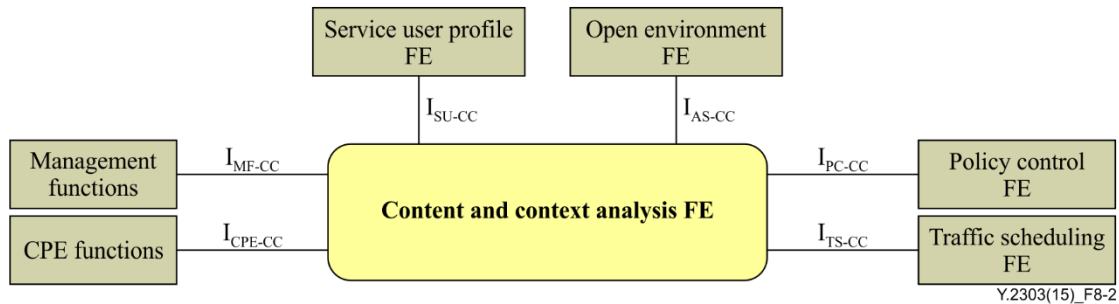 Service user profile
FE
Open environment
FE
I_SU-CC
I_AS-CC
Management
functions
I_MF-CC
I_PC-CC
Policy control
FE
Content and context analysis FE
CPE functions
I_CPE-CC
I_TS-CC
Traffic scheduling
FE
Y.2303(15)_F8-2